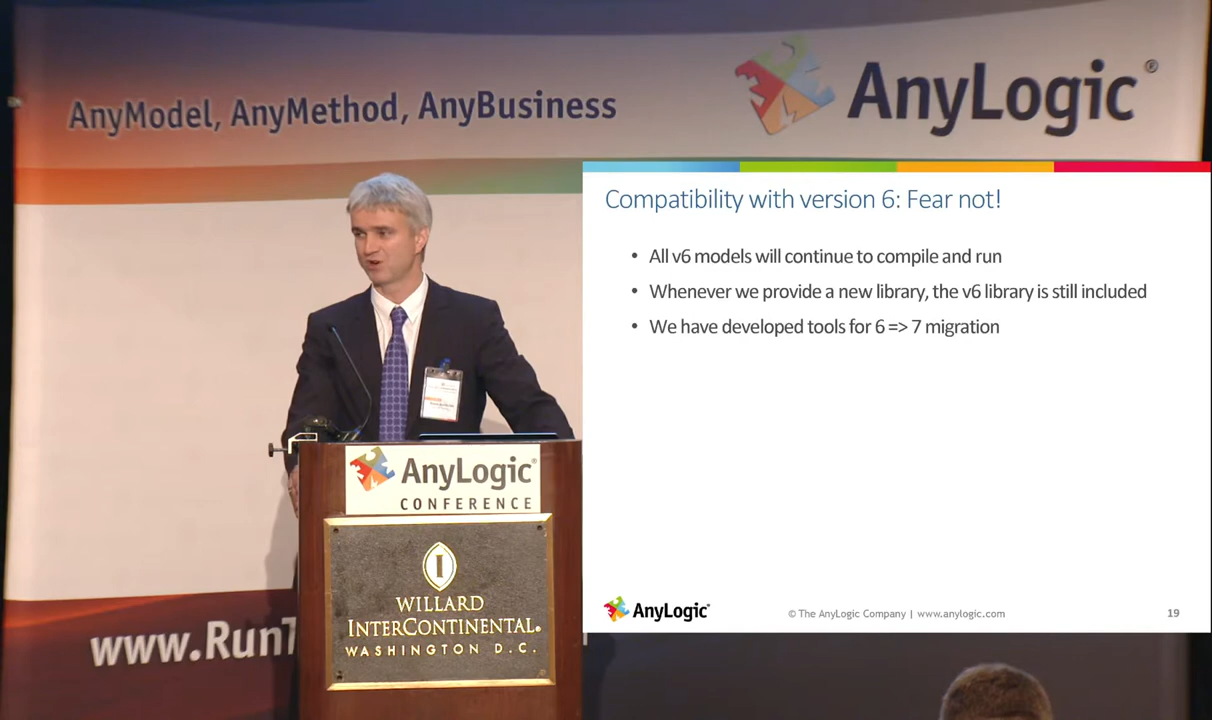 AnyModel, AnyMethod, AnyBusiness
AnyLogic®
Compatibility with version 6: Fear not!
• All v6 models will continue to compile and run
• Whenever we provide a new library, the v6 library is still included
• We have developed tools for 6 => 7 migration
AnyLogic®
© The AnyLogic Company | www.anylogic.com
19
AnyLogic®
CONFERENCE
I
WILLARD
INTERCONTINENTAL.
WASHINGTON D.C.
www.RunT